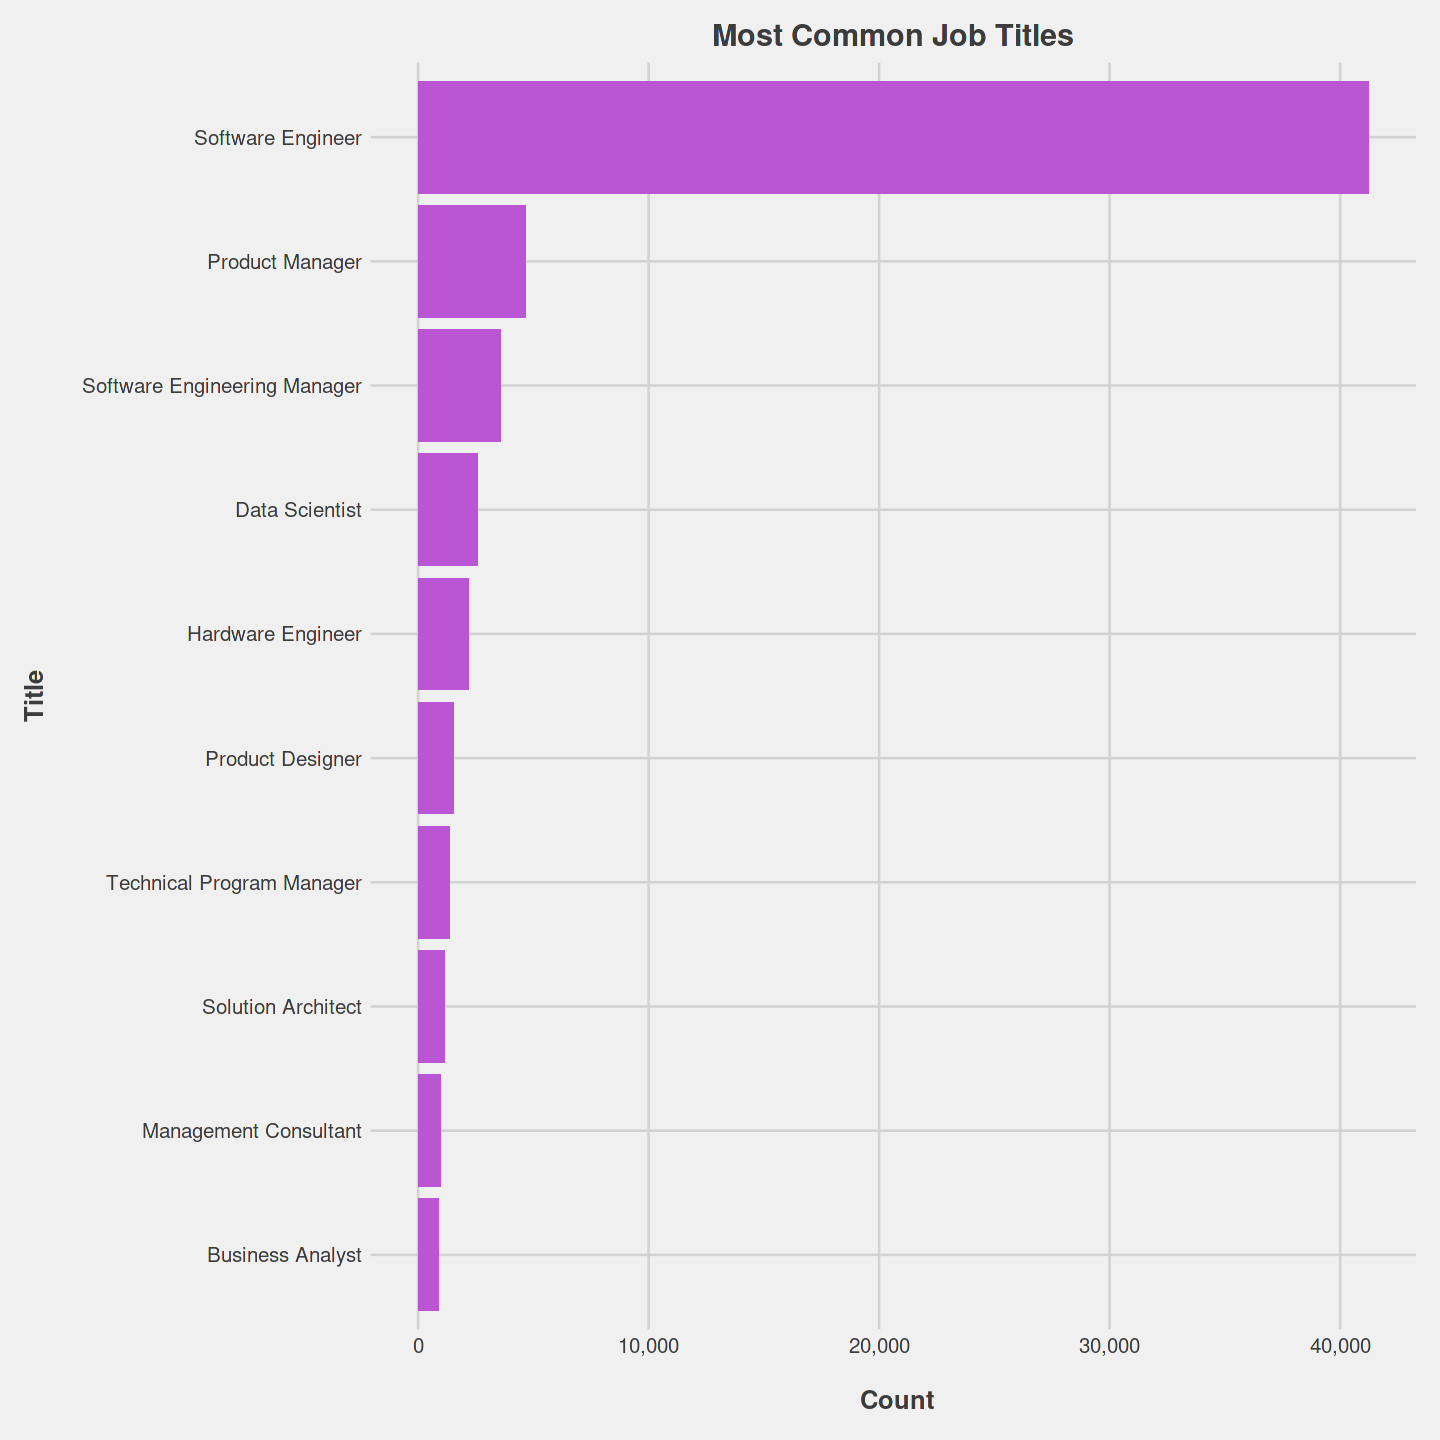 Most Common Job Titles
Software Engineer
Product Manager
Software Engineering Manager
Data Scientist
Hardware Engineer
Product Designer
Technical Program Manager
Solution Architect
Management Consultant
Business Analyst
Title
0 10,000 20,000 30,000 40,000
Count